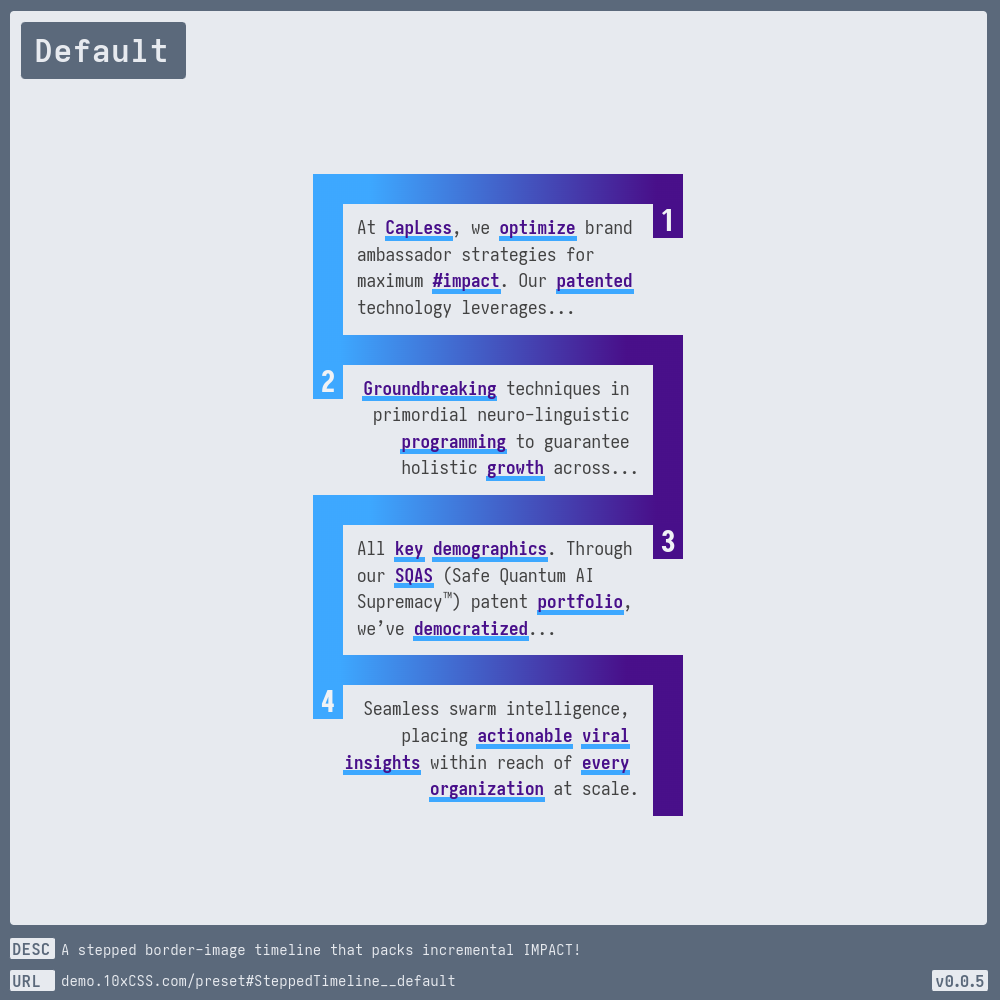 Default
1
At CapLess, we optimize brand
ambassador strategies for
maximum #impact. Our patented
technology leverages...
2
Groundbreaking techniques in
primordial neuro-linguistic
programming to guarantee
holistic growth across...
3
All key demographics. Through
our SQAS (Safe Quantum AI
Supremacy™) patent portfolio,
we’ve democratized...
4
Seamless swarm intelligence,
placing actionable viral
insights within reach of every
organization at scale.
DESC A stepped border-image timeline that packs incremental IMPACT!
URL demo.10xCSS.com/preset#SteppedTimeline__default
v0.0.5